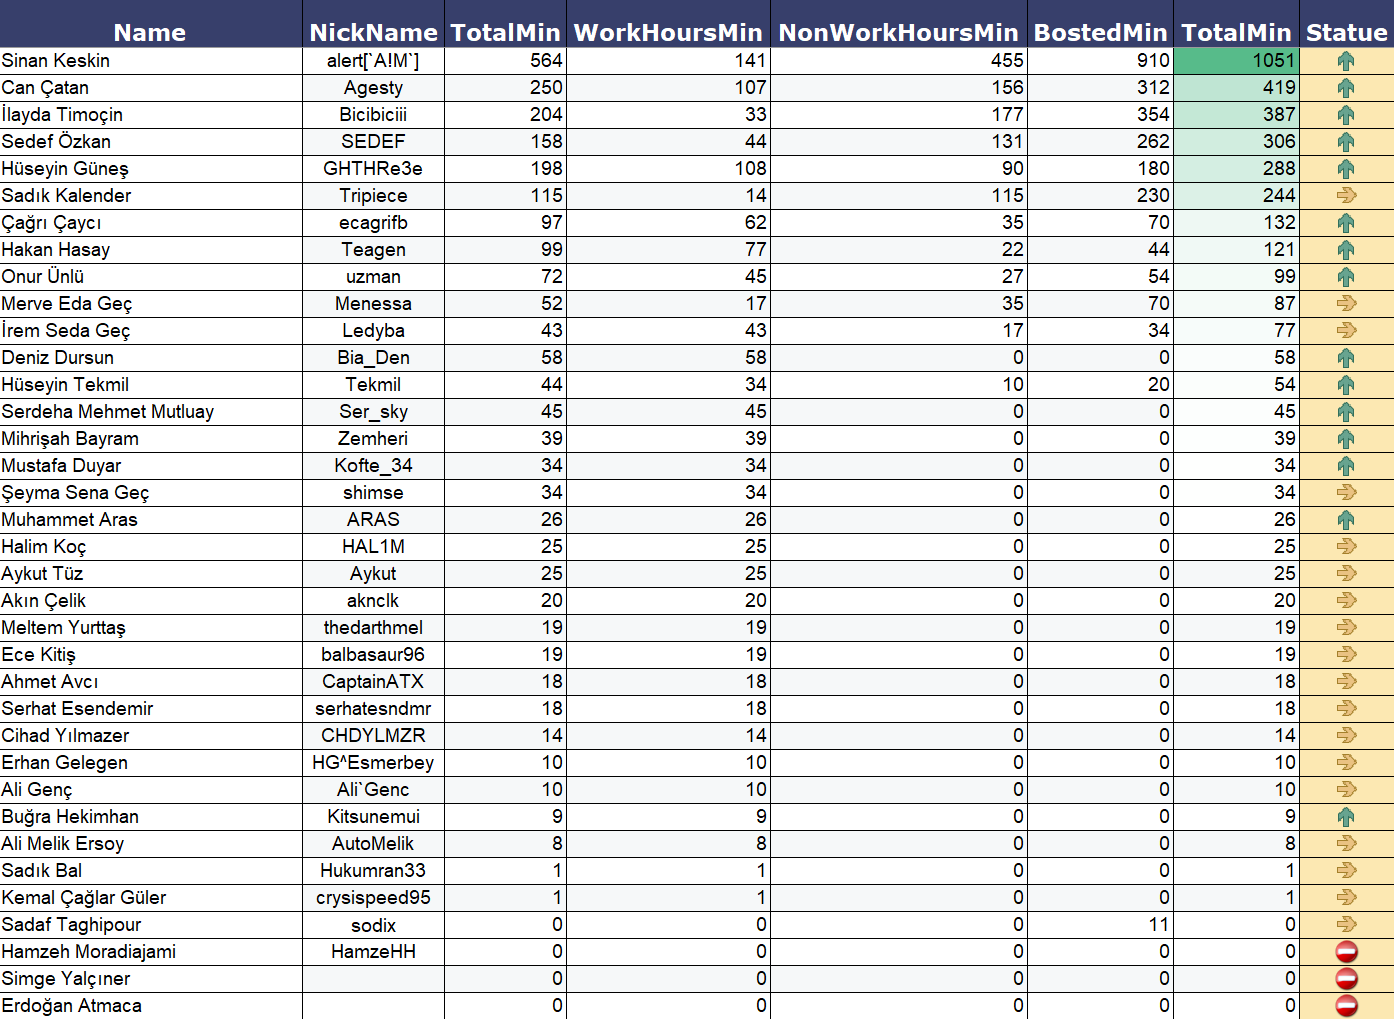 Name NickName TotalMin WorkHoursMin NonWorkHoursMin BostedMin TotalMin Statue
Sinan Keskin alert[`A!M`] 564 141 455 910 1051
Can Çatan Agesty 250 107 156 312 419
İlayda Timoçin Bicibiciii 204 33 177 354 387
Sedef Özkan SEDEF 158 44 131 262 306
Hüseyin Güneş GHTHRe3e 198 108 90 180 288
Sadık Kalender Tripiece 115 14 115 230 244
Çağrı Çaycı ecagrifb 97 62 35 70 132
Hakan Hasay Teagen 99 77 22 44 121
Onur Ünlü uzman 72 45 27 54 99
Merve Eda Geç Menessa 52 17 35 70 87
İrem Seda Geç Ledyba 43 43 17 34 77
Deniz Dursun Bia_Den 58 58 0 0 58
Hüseyin Tekmil Tekmil 44 34 10 20 54
Serdeha Mehmet Mutluay Ser_sky 45 45 0 0 45
Mihrişah Bayram Zemheri 39 39 0 0 39
Mustafa Duyar Kofte_34 34 34 0 0 34
Şeyma Sena Geç shimse 34 34 0 0 34
Muhammet Aras ARAS 26 26 0 0 26
Halim Koç HAL1M 25 25 0 0 25
Aykut Tüz Aykut 25 25 0 0 25
Akın Çelik aknclk 20 20 0 0 20
Meltem Yurttaş thedarthmel 19 19 0 0 19
Ece Kitiş balbasaur96 19 19 0 0 19
Ahmet Avcı CaptainATX 18 18 0 0 18
Serhat Esendemir serhatesndmr 18 18 0 0 18
Cihad Yılmazer CHDYLMZR 14 14 0 0 14
Erhan Gelegen HG^Esmerbey 10 10 0 0 10
Ali Genç Ali`Genc 10 10 0 0 10
Buğra Hekimhan Kitsunemui 9 9 0 0 9
Ali Melik Ersoy AutoMelik 8 8 0 0 8
Sadık Bal Hukumran33 1 1 0 0 1
Kemal Çağlar Güler crysispeed95 1 1 0 0 1
Sadaf Taghipour sodix 0 0 0 11 0
Hamzeh Moradiajami HamzeHH 0 0 0 0 0
Simge Yalçıner 0 0 0 0 0
Erdoğan Atmaca 0 0 0 0 0